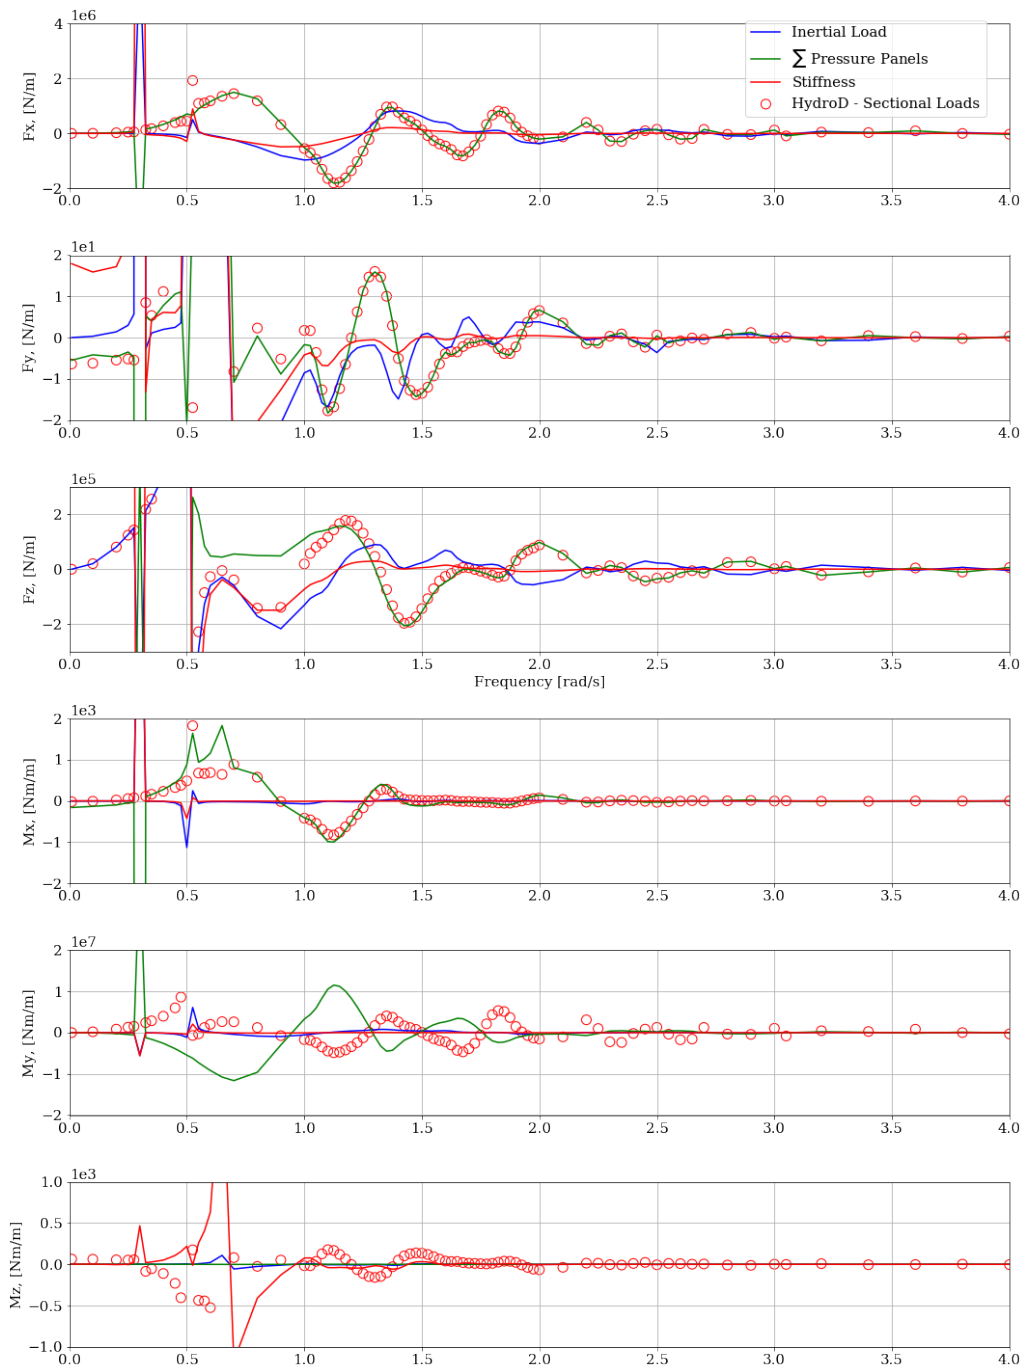 1e6
4
2
0
−2
Fx, [N/m]
Inertial Load
∑ Pressure Panels
Stiffness
HydroD - Sectional Loads
0.0 0.5 1.0 1.5 2.0 2.5 3.0 3.5 4.0
1e1
2
1
0
−1
−2
Fy, [N/m]
0.0 0.5 1.0 1.5 2.0 2.5 3.0 3.5 4.0
1e5
2
0
−2
Fz, [N/m]
0.0 0.5 1.0 1.5 2.0 2.5 3.0 3.5 4.0
Frequency [rad/s]
1e3
2
1
0
−1
−2
Mx, [Nm/m]
0.0 0.5 1.0 1.5 2.0 2.5 3.0 3.5 4.0
1e7
2
1
0
−1
−2
My, [Nm/m]
0.0 0.5 1.0 1.5 2.0 2.5 3.0 3.5 4.0
1e3
1.0
0.5
0.0
−0.5
−1.0
Mz, [Nm/m]
0.0 0.5 1.0 1.5 2.0 2.5 3.0 3.5 4.0